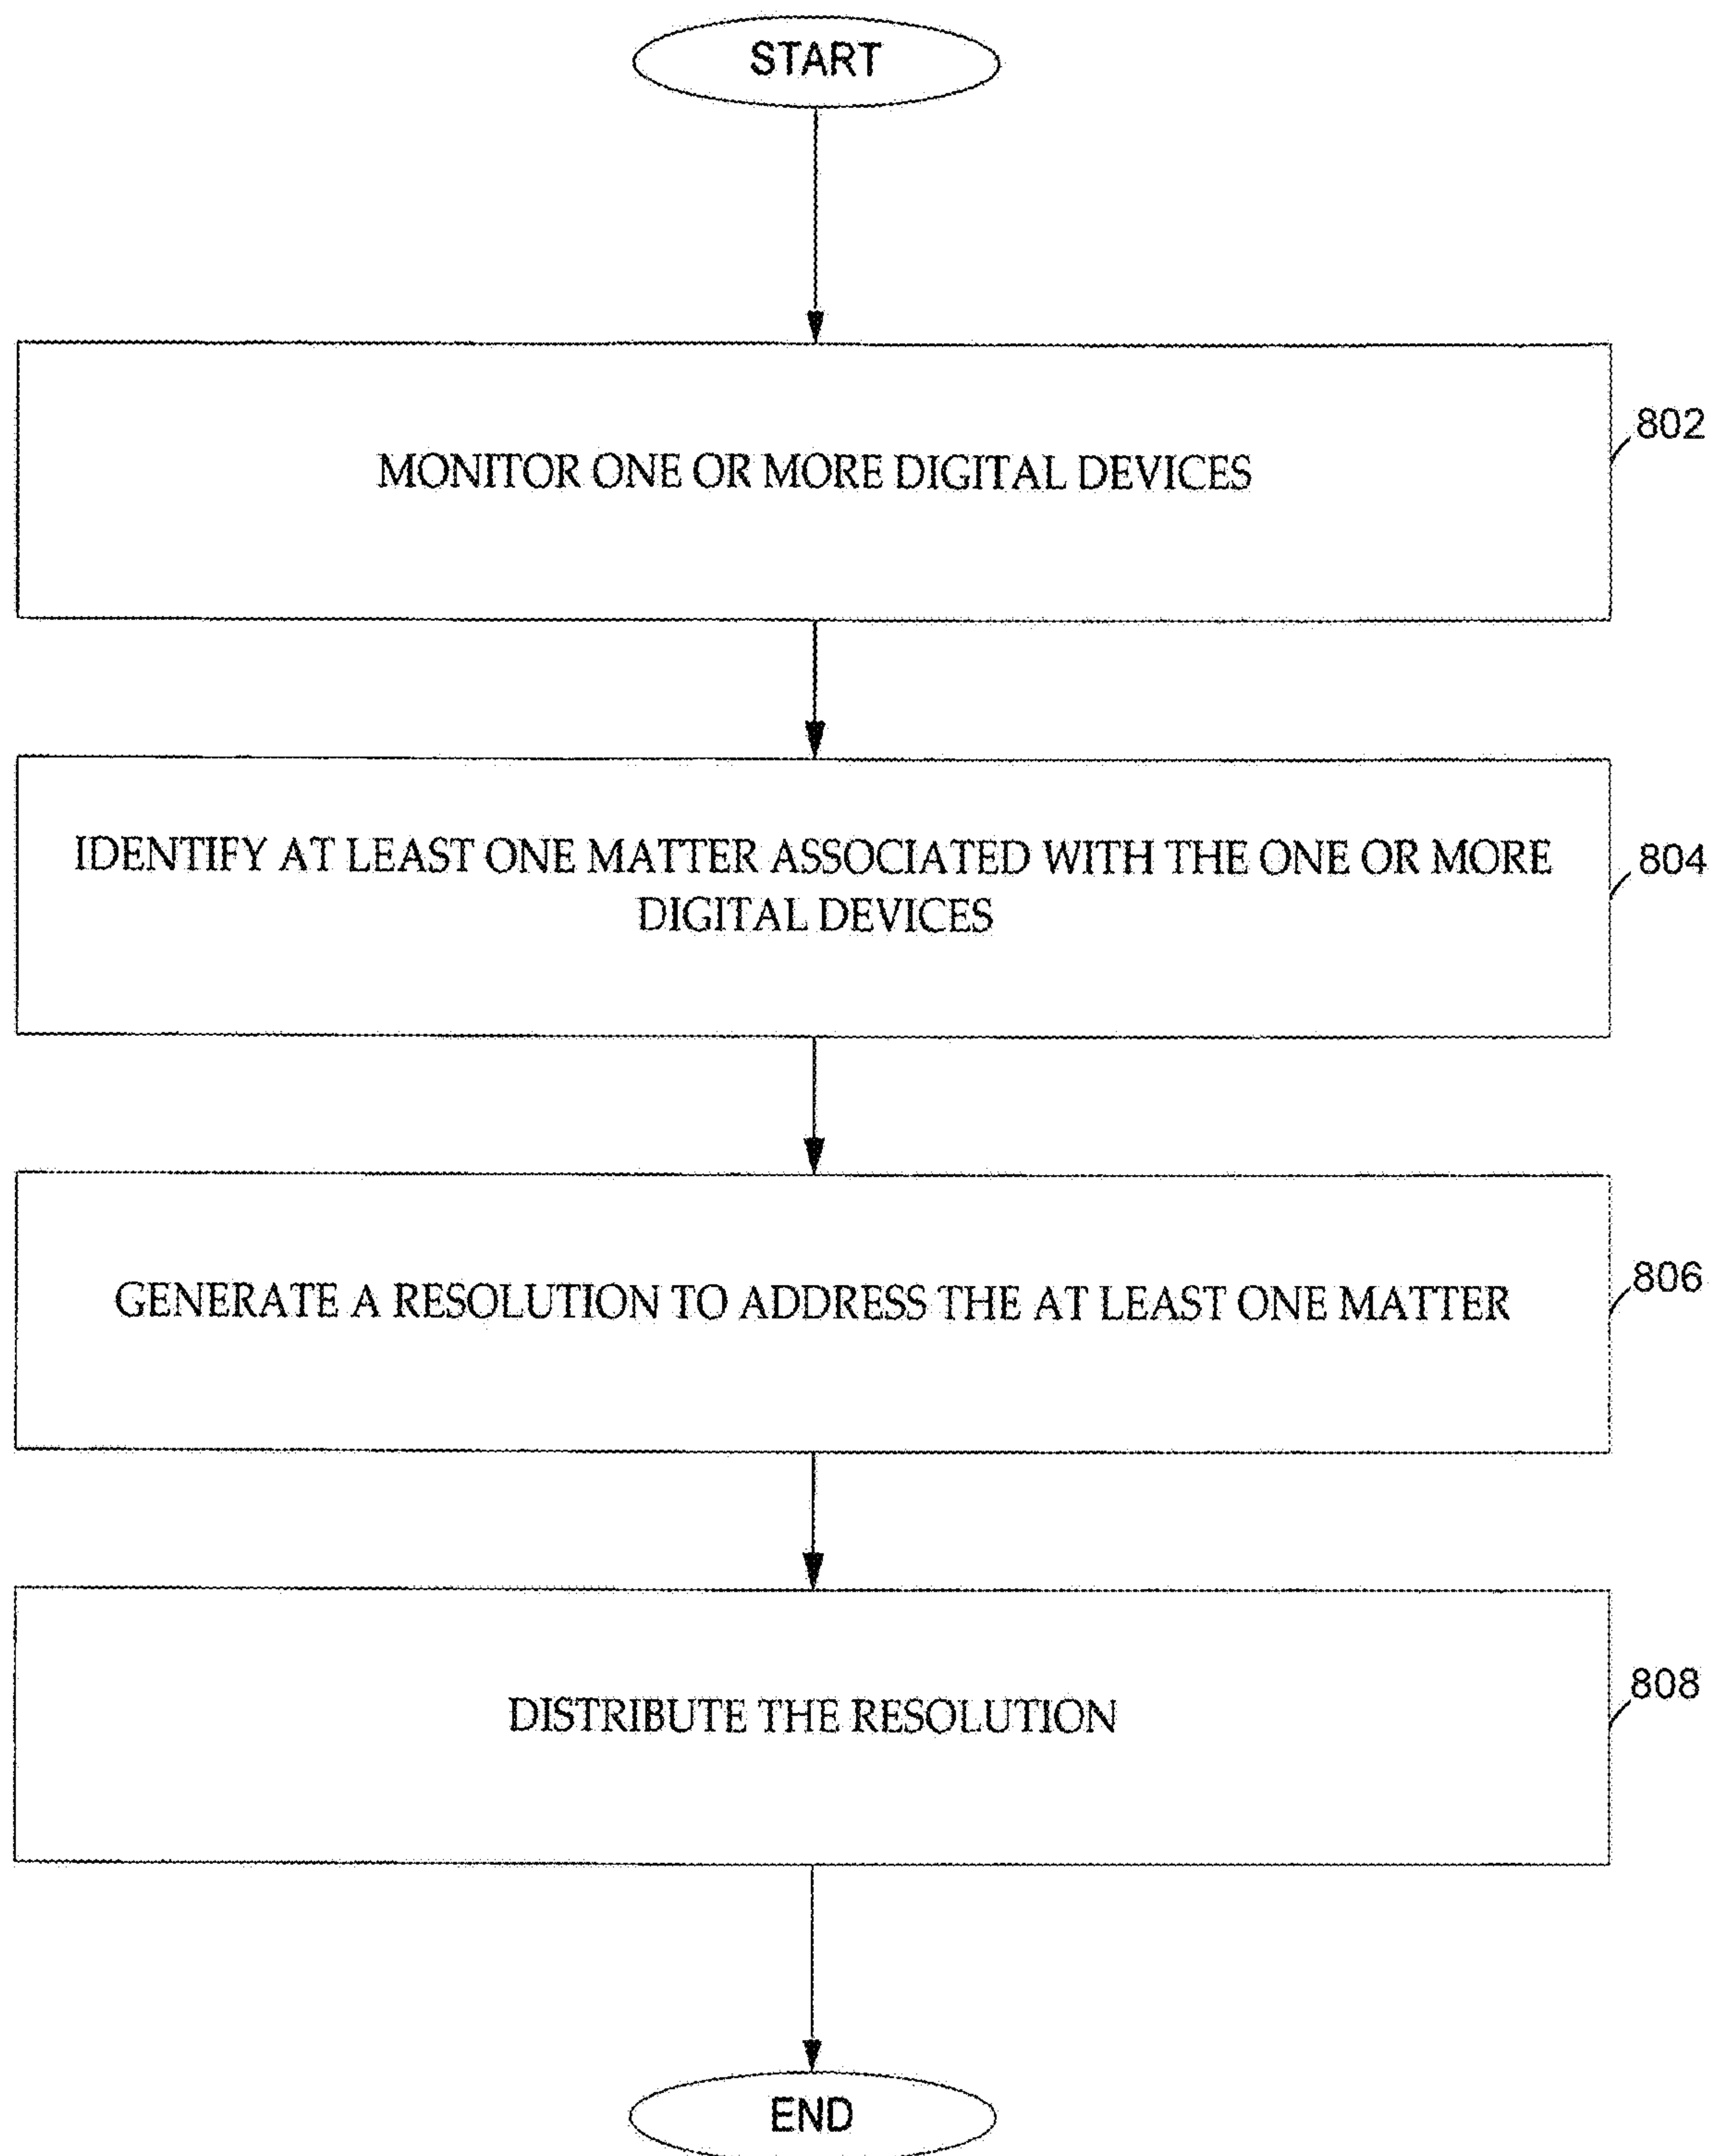 START
MONITOR ONE OR MORE DIGITAL DEVICES
802
IDENTIFY AT LEAST ONE MATTER ASSOCIATED WITH THE ONE OR MORE
DIGITAL DEVICES
804
GENERATE A RESOLUTION TO ADDRESS THE AT LEAST ONE MATTER
806
DISTRIBUTE THE RESOLUTION
808
END